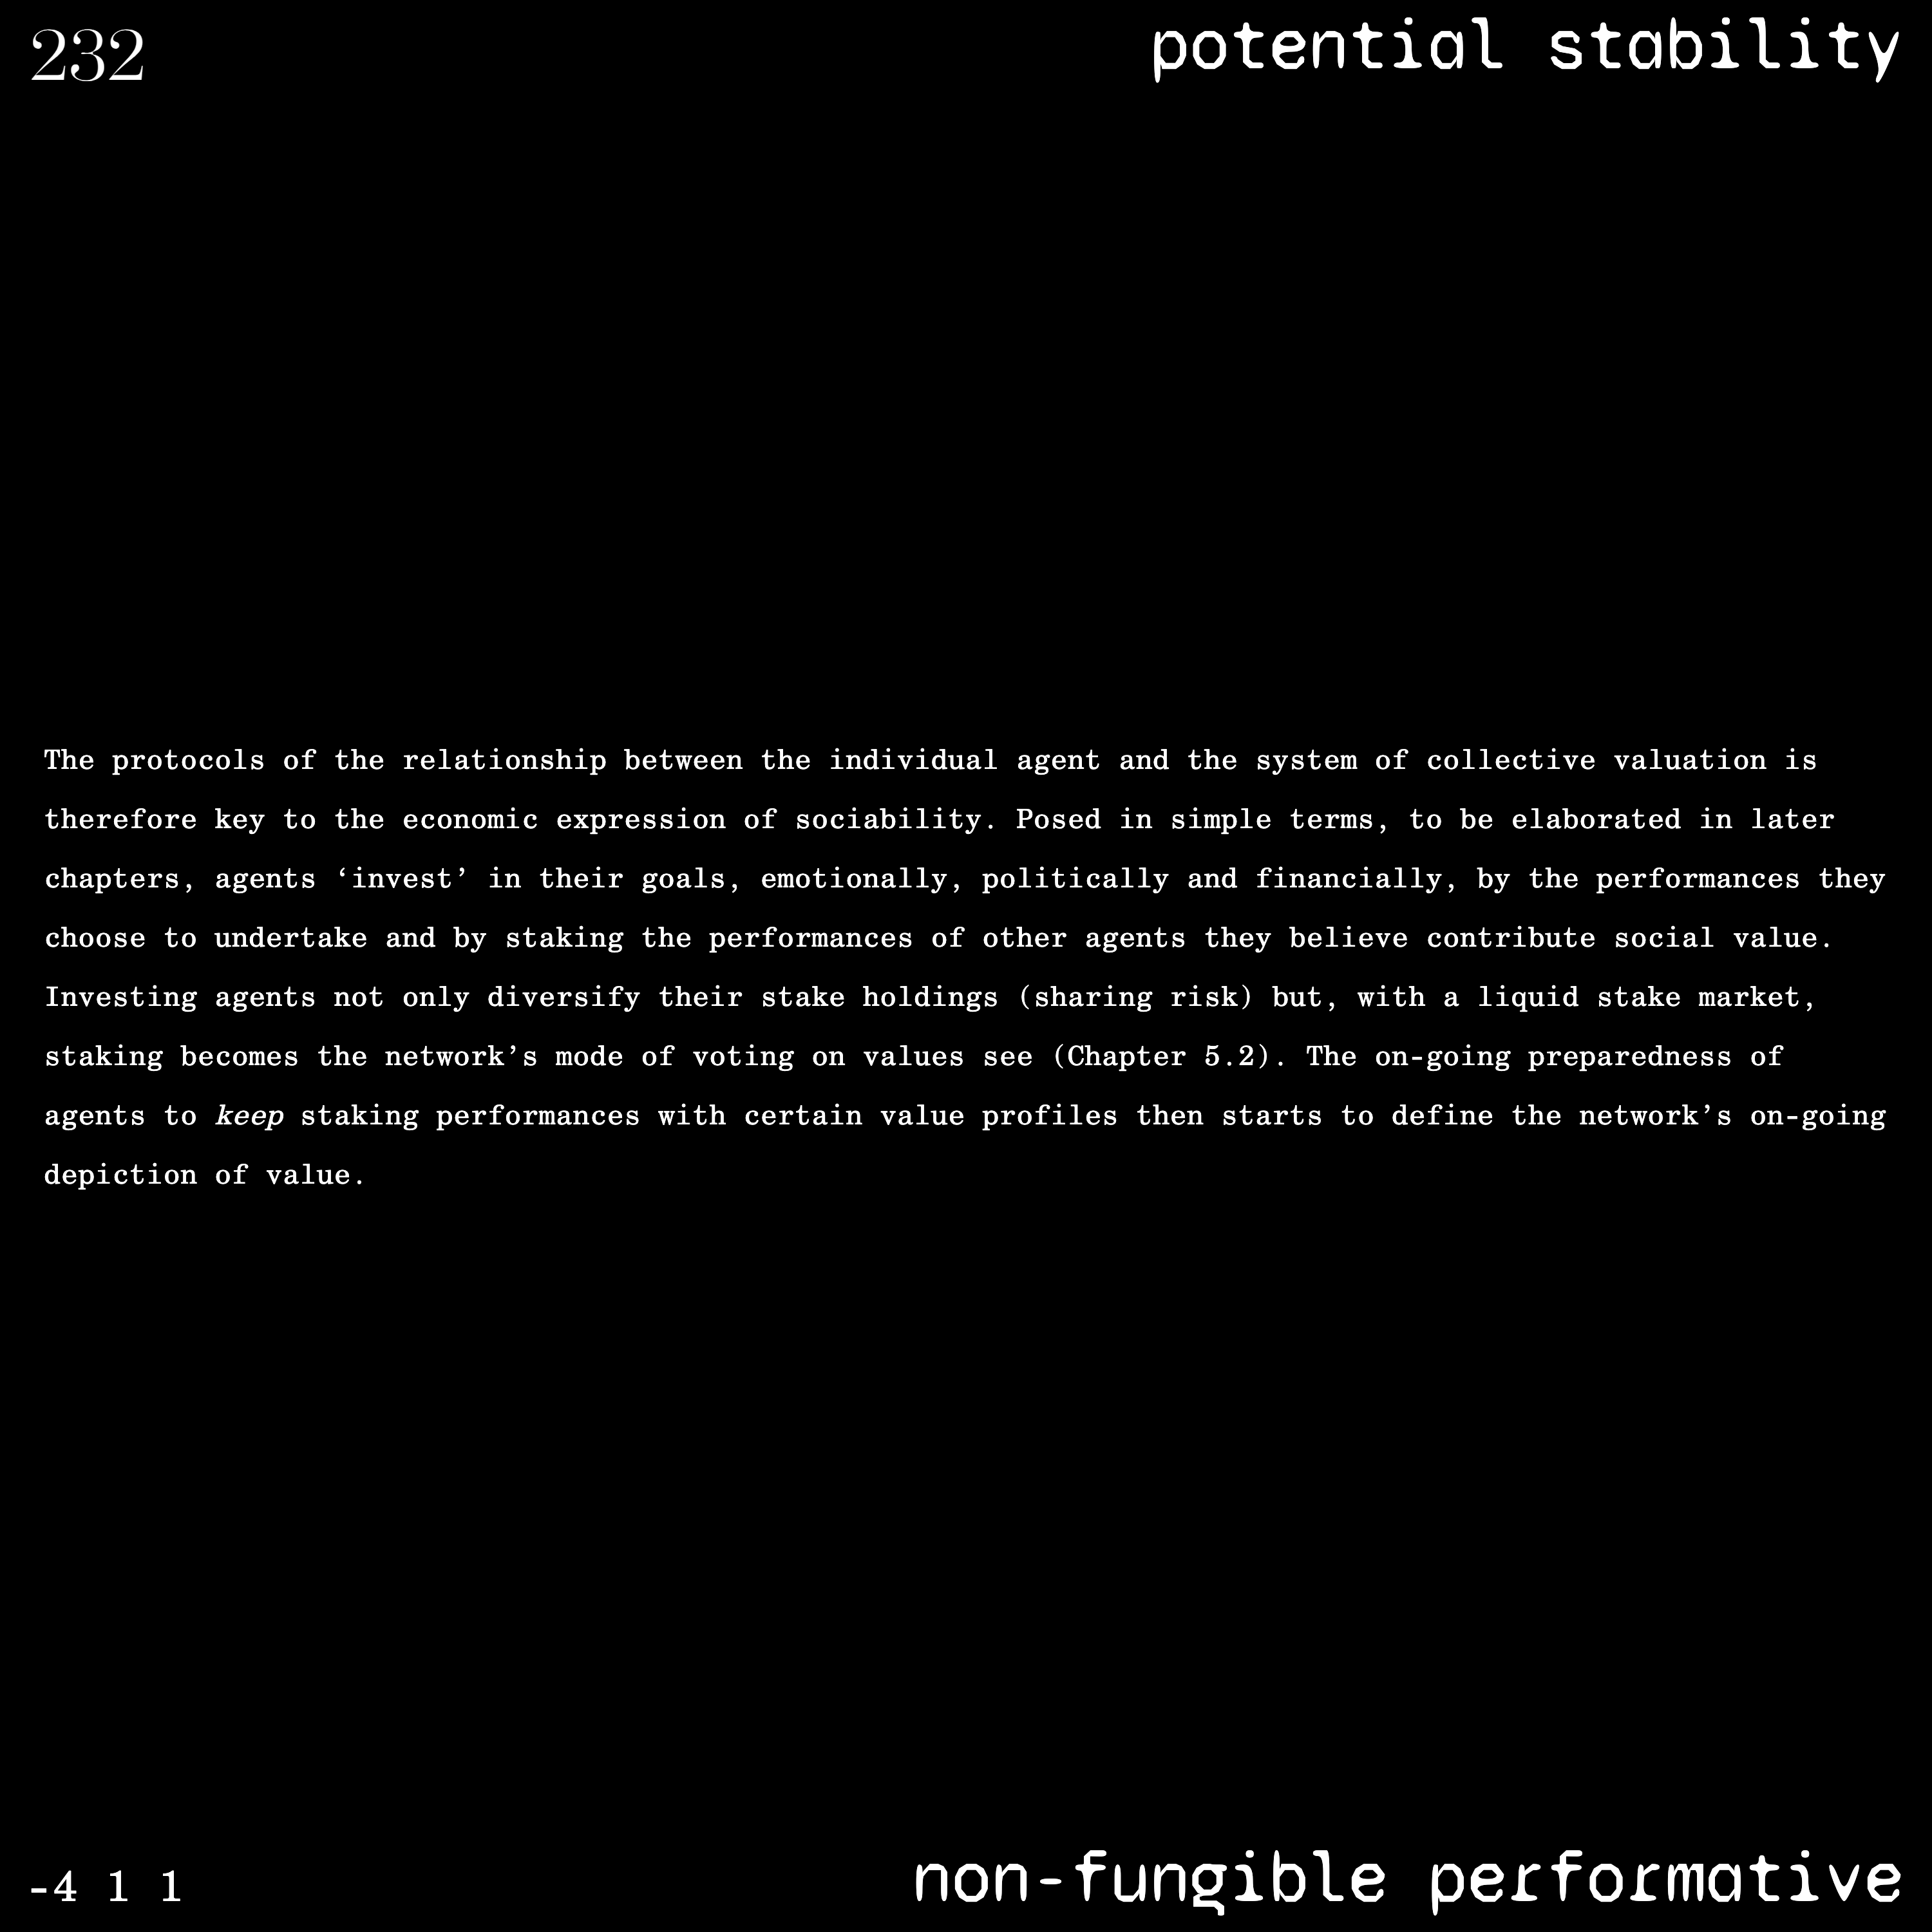 232
potential stability
The protocols of the relationship between the individual agent and the system of collective valuation is
therefore key to the economic expression of sociability. Posed in simple terms, to be elaborated in later
chapters, agents ‘invest’ in their goals, emotionally, politically and financially, by the performances they
choose to undertake and by staking the performances of other agents they believe contribute social value.
Investing agents not only diversify their stake holdings (sharing risk) but, with a liquid stake market,
staking becomes the network’s mode of voting on values see (Chapter 5.2). The on-going preparedness of
agents to keep staking performances with certain value profiles then starts to define the network’s on-going
depiction of value.
-4 1 1
non-fungible performative